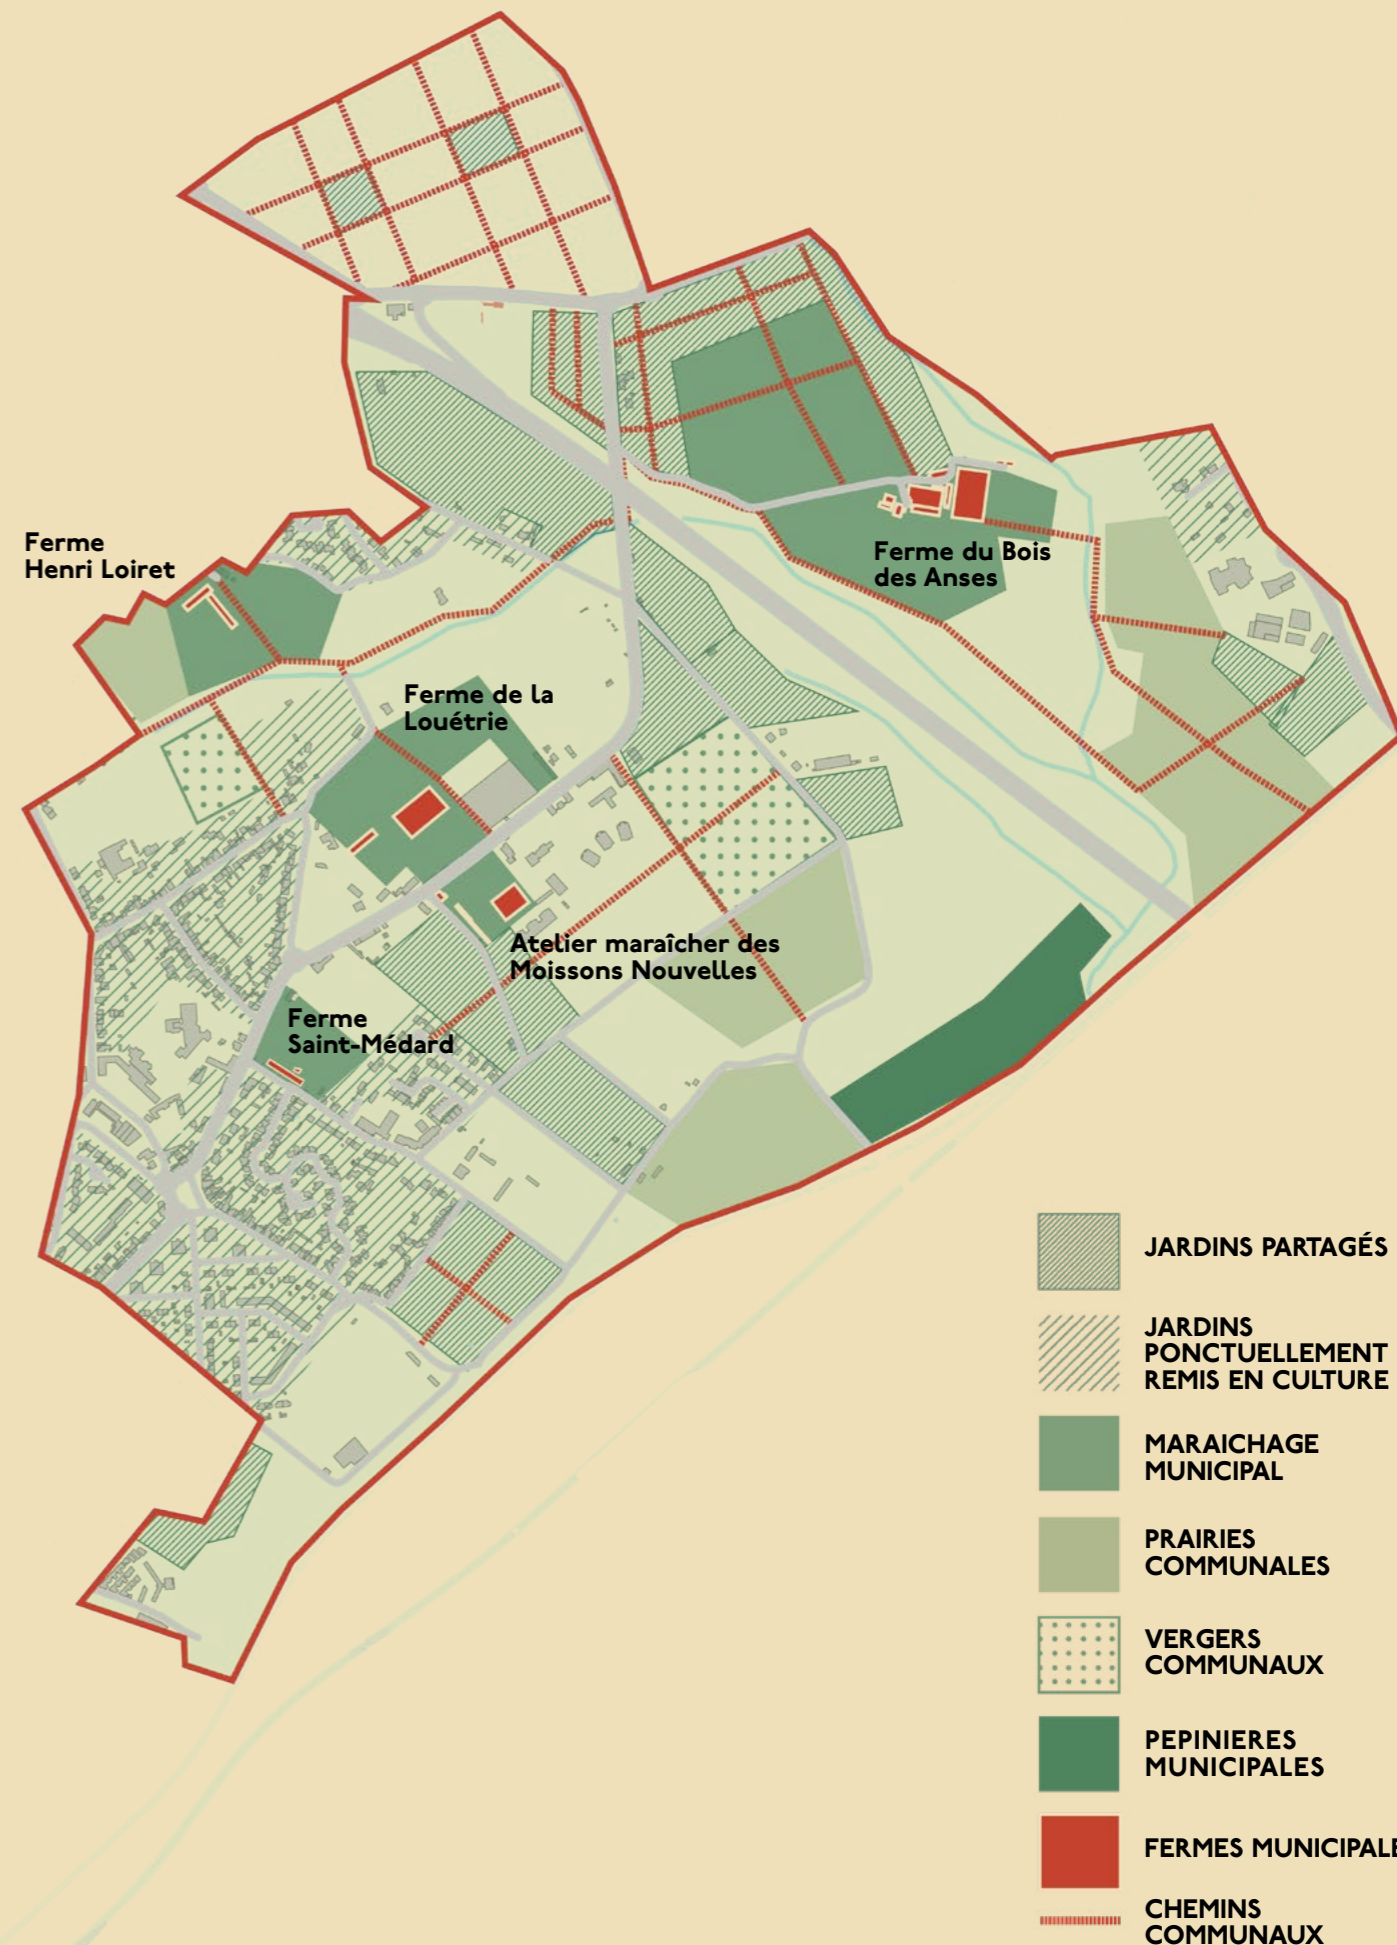 Ferme
Henri Loiret
Ferme du Bois
des Anses
Ferme de la
Louétrie
Atelier maraîcher des
Moissons Nouvelles
Ferme
Saint-Médard
JARDINS PARTAGÉS
JARDINS
PONCTUELLEMENT
REMIS EN CULTURE
MARAICHAGE
MUNICIPAL
PRAIRIES
COMMUNALES
VERGERS
COMMUNAUX
PEPINIERES
MUNICIPALES
FERMES MUNICIPALE
CHEMINS
COMMUNAUX